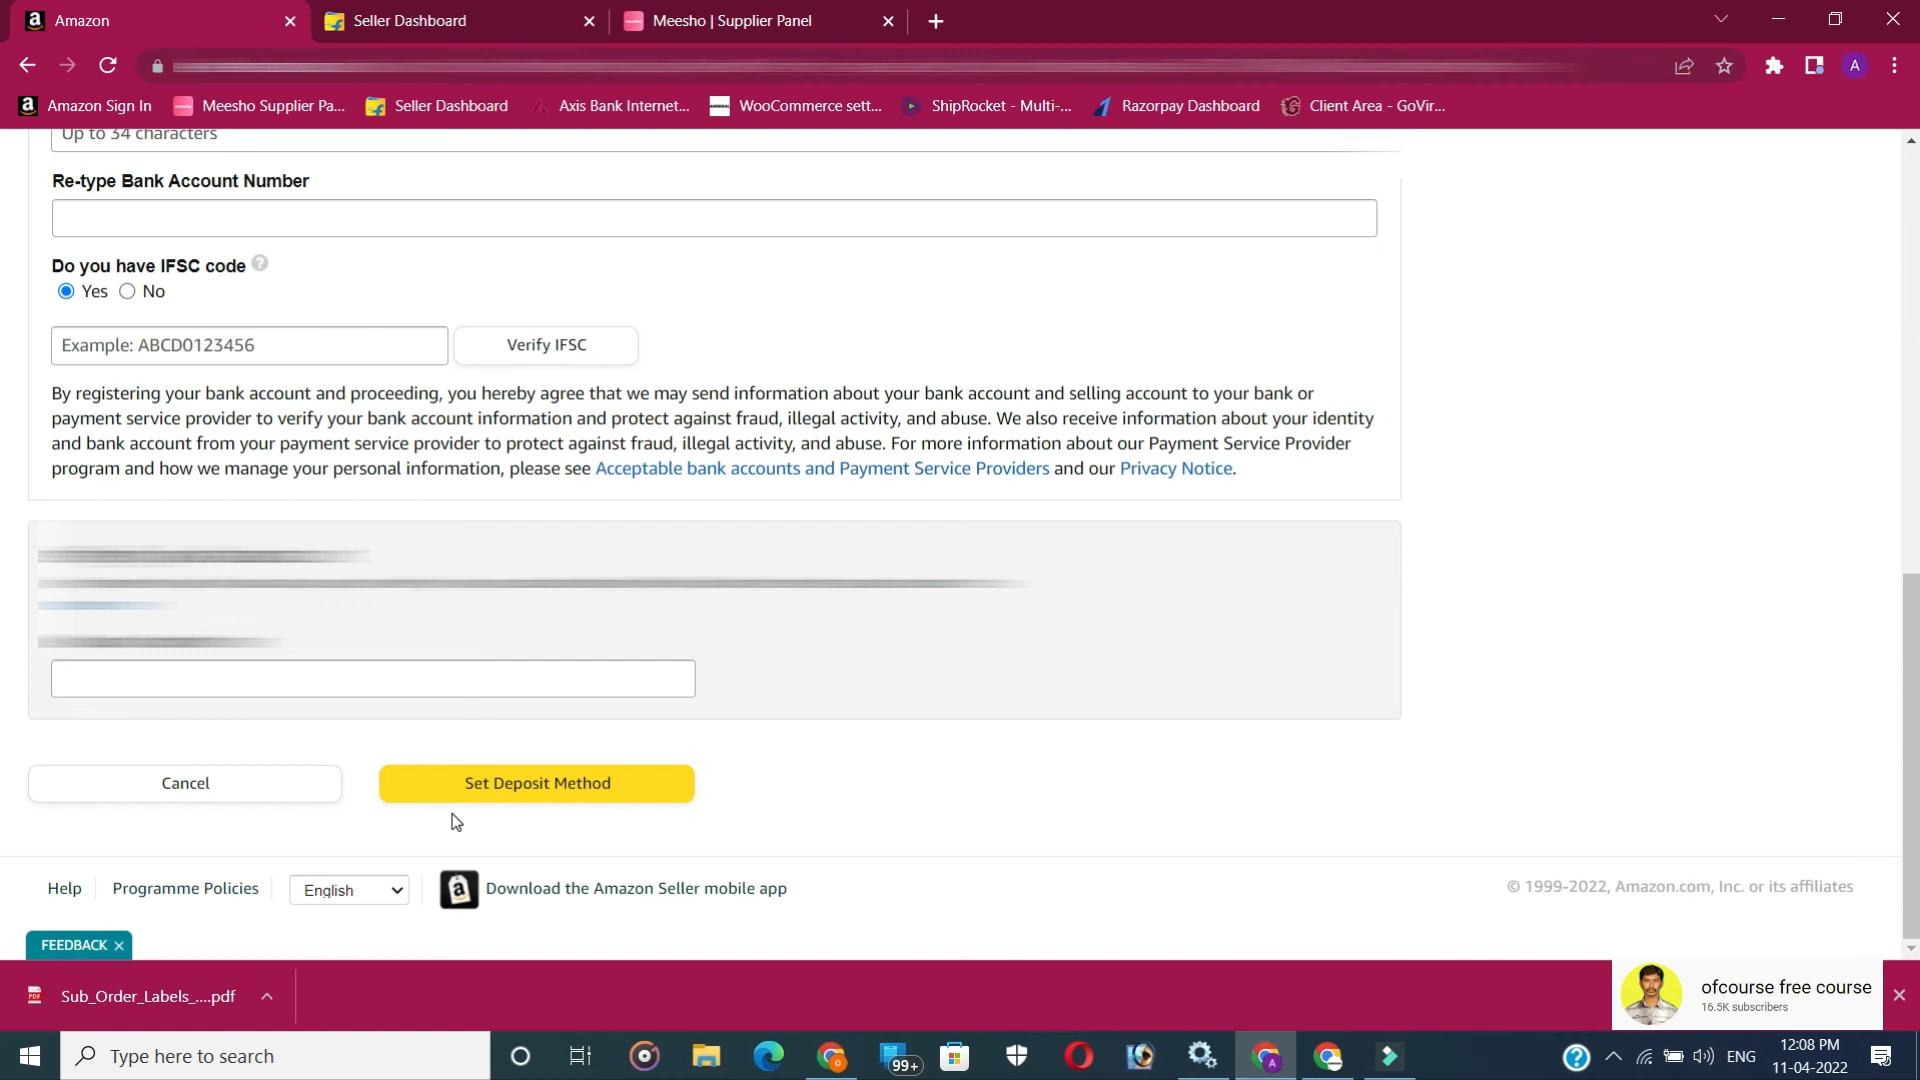 Amazon
Seller Dashboard
Meesho | Supplier Panel
A
Amazon Sign In
Meesho Supplier Pa...
Seller Dashboard
Axis Bank Internet...
WooCommerce sett...
ShipRocket - Multi-...
Razorpay Dashboard
Client Area - GoVir...
Up to 34 characters
Re-type Bank Account Number
Do you have IFSC code ?
Yes
No
Example: ABCD0123456
Verify IFSC
By registering your bank account and proceeding, you hereby agree that we may send information about your bank account and selling account to your bank or
payment service provider to verify your bank account information and protect against fraud, illegal activity, and abuse. We also receive information about your identity
and bank account from your payment service provider to protect against fraud, illegal activity, and abuse. For more information about our Payment Service Provider
program and how we manage your personal information, please see Acceptable bank accounts and Payment Service Providers and our Privacy Notice.
Cancel
Set Deposit Method
Help
Programme Policies
English
Download the Amazon Seller mobile app
© 1999-2022, Amazon.com, Inc. or its affiliates
FEEDBACK
Sub_Order_Labels_....pdf
ofcourse free course
16.5K subscribers
Type here to search
99+
ENG
12:08 PM
11-04-2022